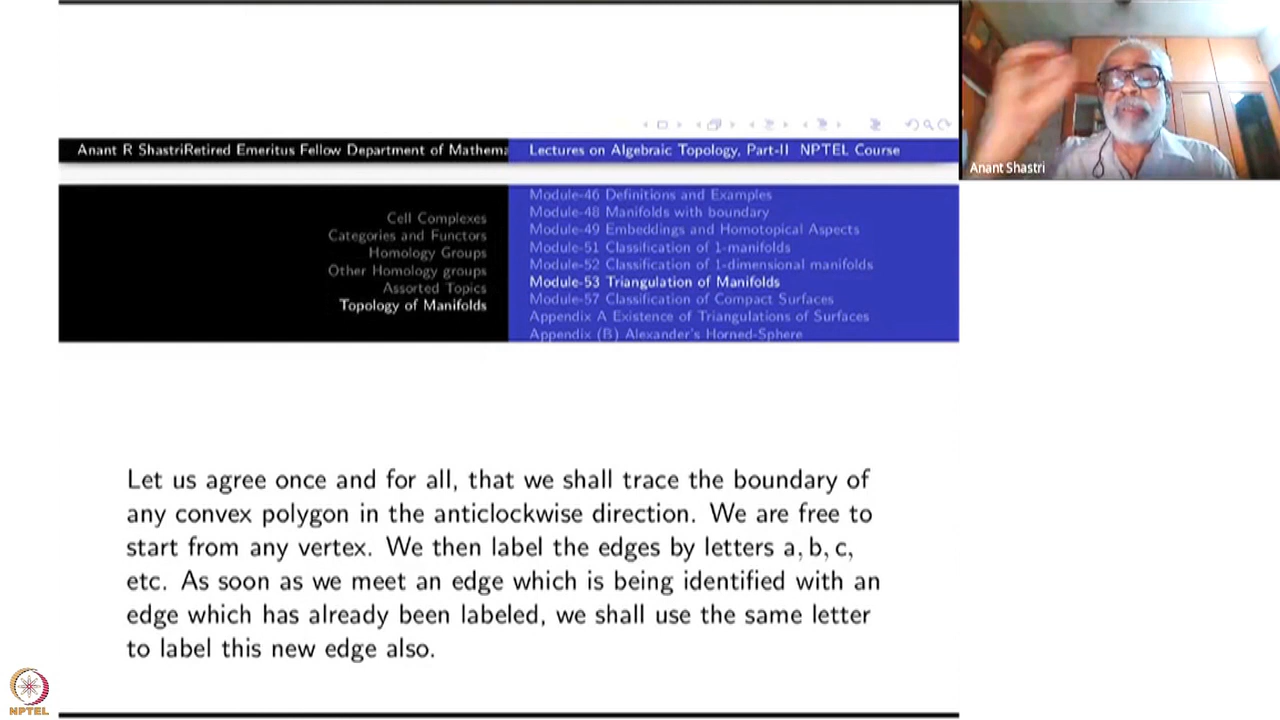 Anant R ShastriRetired Emeritus Fellow Department of Mathema
Lectures on Algebraic Topology, Part-II NPTEL Course
Cell Complexes
Categories and Functors
Homology Groups
Other Homology groups
Assorted Topics
Topology of Manifolds
Module-46 Definitions and Examples
Module-48 Manifolds with boundary
Module-49 Embeddings and Homotopical Aspects
Module-51 Classification of 1-manifolds
Module-52 Classification of 1-dimensional manifolds
Module-53 Triangulation of Manifolds
Module-57 Classification of Compact Surfaces
Appendix A Existence of Triangulations of Surfaces
Appendix (B) Alexander's Horned-Sphere
Let us agree once and for all, that we shall trace the boundary of
any convex polygon in the anticlockwise direction. We are free to
start from any vertex. We then label the edges by letters a, b, c,
etc. As soon as we meet an edge which is being identified with an
edge which has already been labeled, we shall use the same letter
to label this new edge also.
Anant Shastri
NPTEL